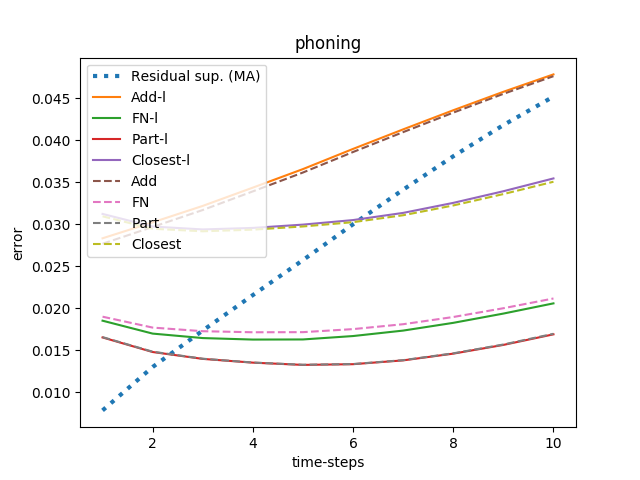 phoning
Residual sup. (MA)
Add-l
FN-l
Part-l
Closest-l
Add
FN
Part
Closest
0.045
0.040
0.035
0.030
0.025
0.020
0.015
0.010
error
2 4 6 8 10
time-steps